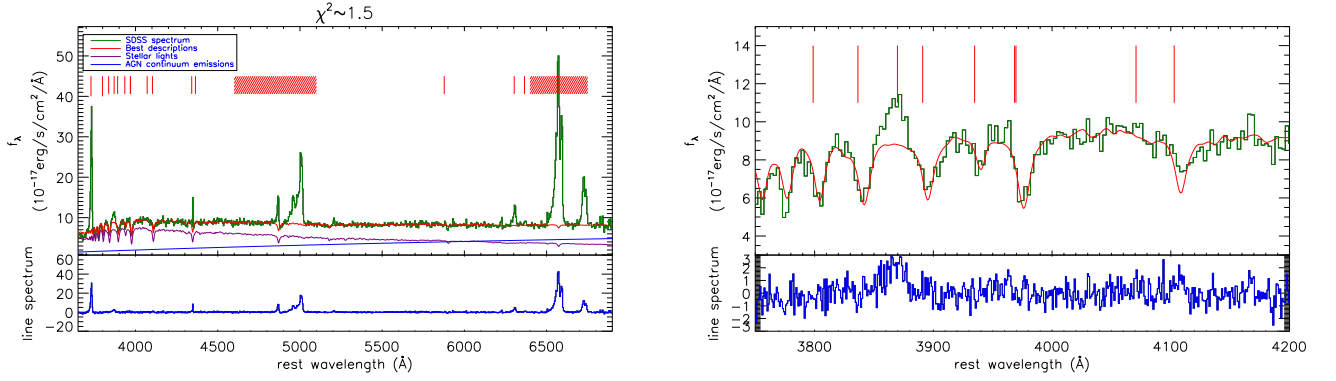 χ²~1.5
SDSS spectrum
Best descriptions
Stellar lights
AGN continuum emissions
50
40
30
20
10
f_λ
(10⁻¹⁷erg/s/cm²/Å)
60
40
20
0
−20
line spectrum
4000 4500 5000 5500 6000 6500
rest wavelength (Å)
14
12
10
8
6
4
f_λ
(10⁻¹⁷erg/s/cm²/Å)
3
2
1
0
−1
−2
−3
line spectrum
3800 3900 4000 4100 4200
rest wavelength (Å)